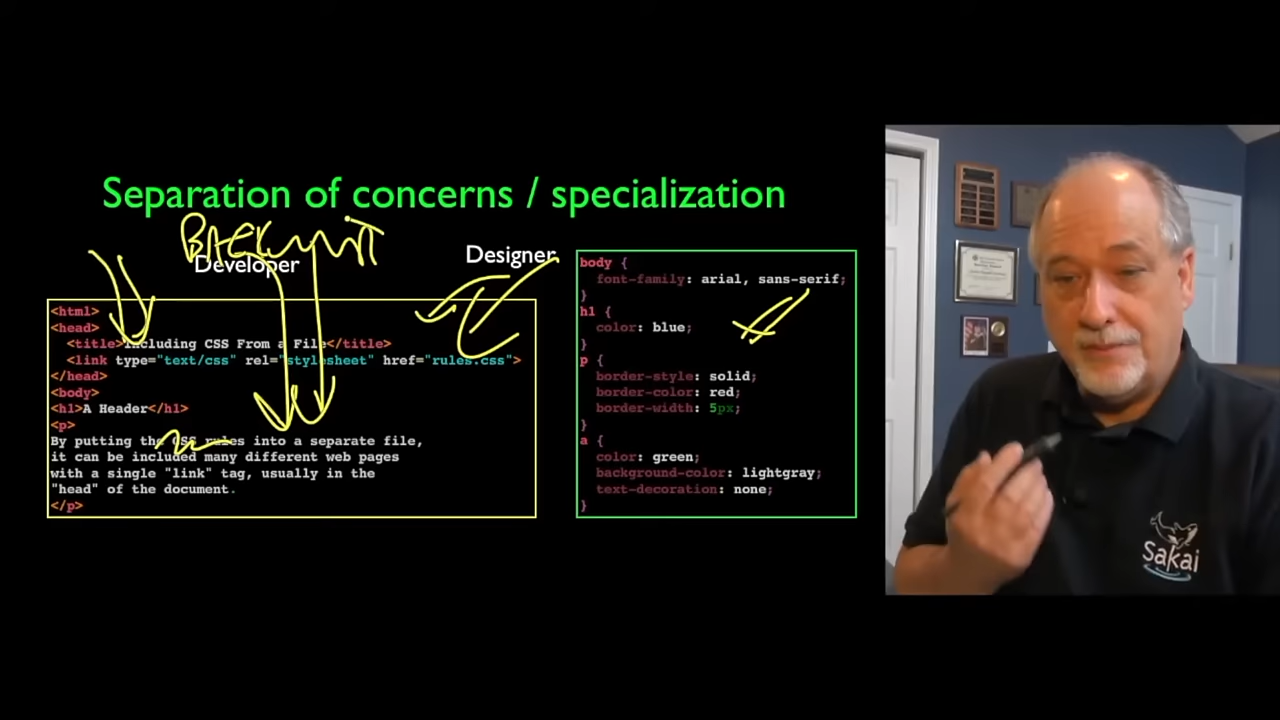 Separation of concerns / specialization
Developer
Designer
<html>
<head>
  <title>Including CSS From a File</title>
  <link type="text/css" rel="stylesheet" href="rules.css">
</head>
<body>
<h1>A Header</h1>
<p>
By putting the CSS rules into a separate file,
it can be included many different web pages
with a single "link" tag, usually in the
"head" of the document.
</p>
body {
  font-family: arial, sans-serif;
}
h1 {
  color: blue;
}
p {
  border-style: solid;
  border-color: red;
  border-width: 5px;
}
a {
  color: green;
  background-color: lightgray;
  text-decoration: none;
}
Sakai